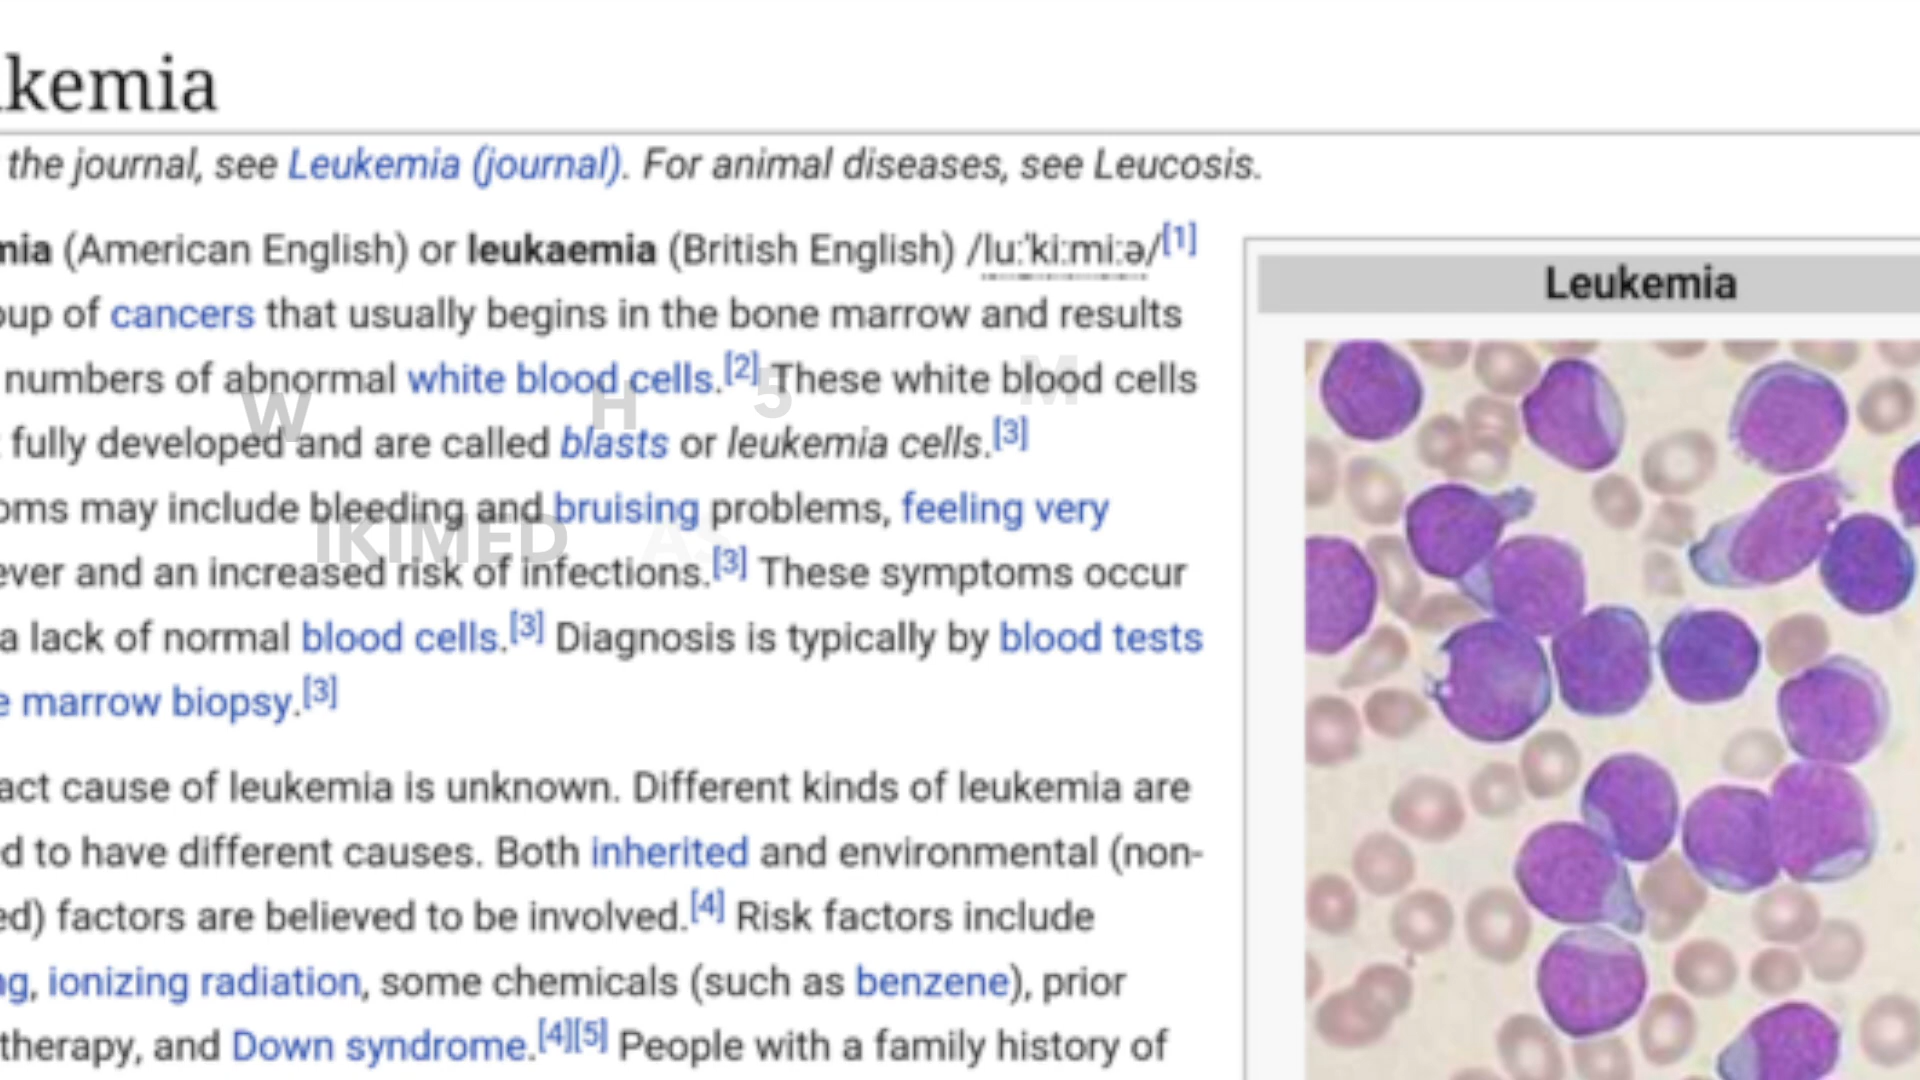 kemia
the journal, see Leukemia (journal). For animal diseases, see Leucosis.
mia (American English) or leukaemia (British English) /luːˈkiːmiːə/[1]
oup of cancers that usually begins in the bone marrow and results
numbers of abnormal white blood cells.[2] These white blood cells
t fully developed and are called blasts or leukemia cells.[3]
oms may include bleeding and bruising problems, feeling very
ever and an increased risk of infections.[3] These symptoms occur
a lack of normal blood cells.[3] Diagnosis is typically by blood tests
e marrow biopsy.[3]
act cause of leukemia is unknown. Different kinds of leukemia are
ed to have different causes. Both inherited and environmental (non-
ed) factors are believed to be involved.[4] Risk factors include
ng, ionizing radiation, some chemicals (such as benzene), prior
therapy, and Down syndrome.[4][5] People with a family history of
Leukemia
W H 5 M
IKIMED AS